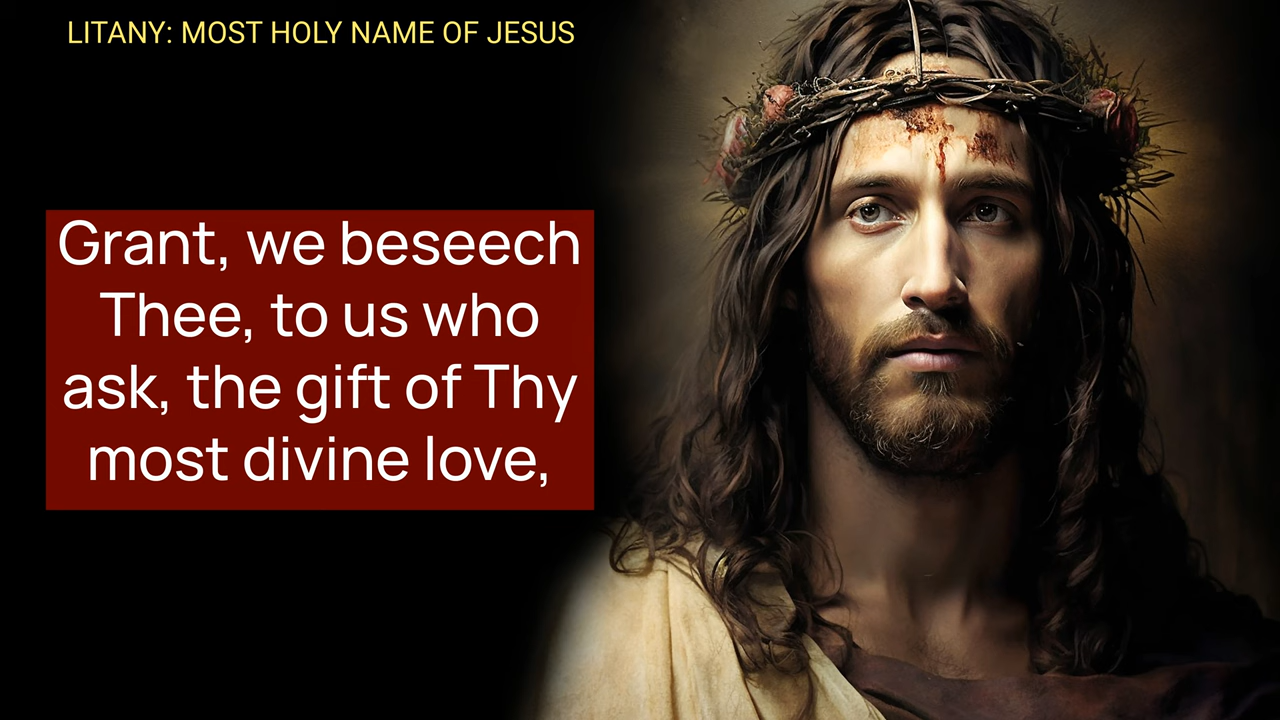 LITANY: MOST HOLY NAME OF JESUS
Grant, we beseech
Thee, to us who
ask, the gift of Thy
most divine love,